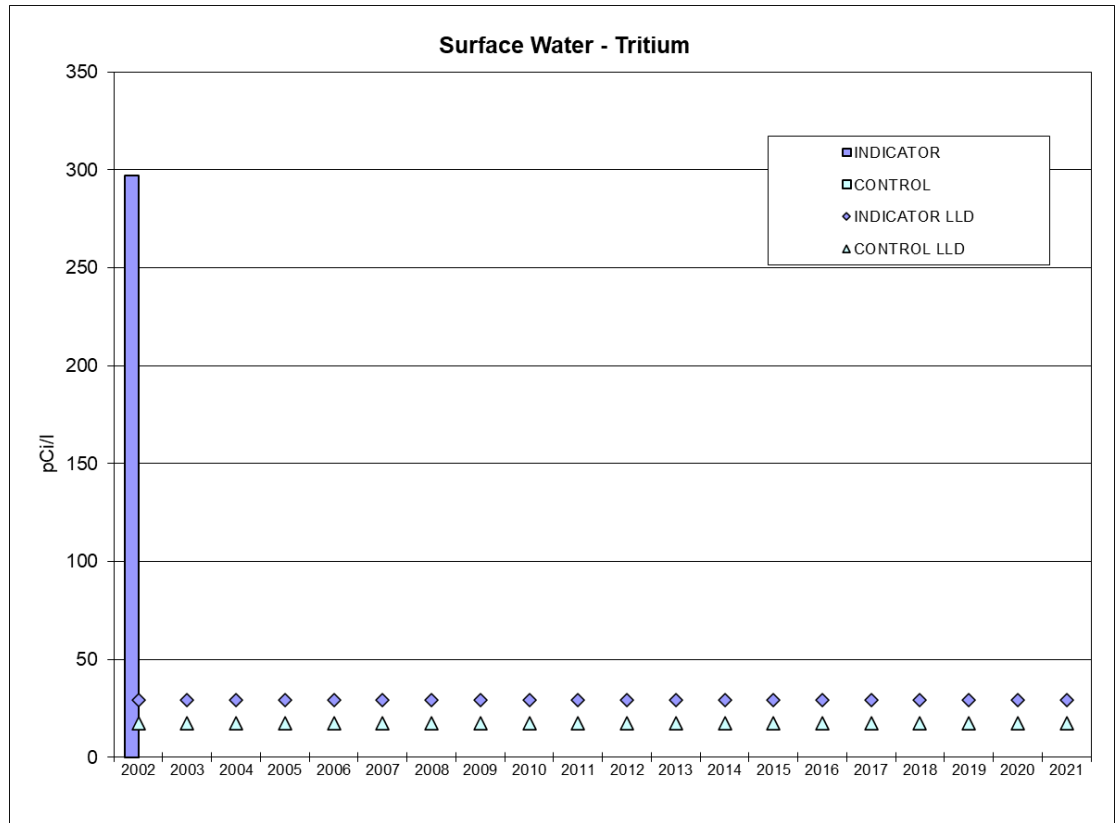 Surface Water - Tritium
350
300
250
200
150
100
50
0
pCi/l
INDICATOR
CONTROL
INDICATOR LLD
CONTROL LLD
2002 2003 2004 2005 2006 2007 2008 2009 2010 2011 2012 2013 2014 2015 2016 2017 2018 2019 2020 2021